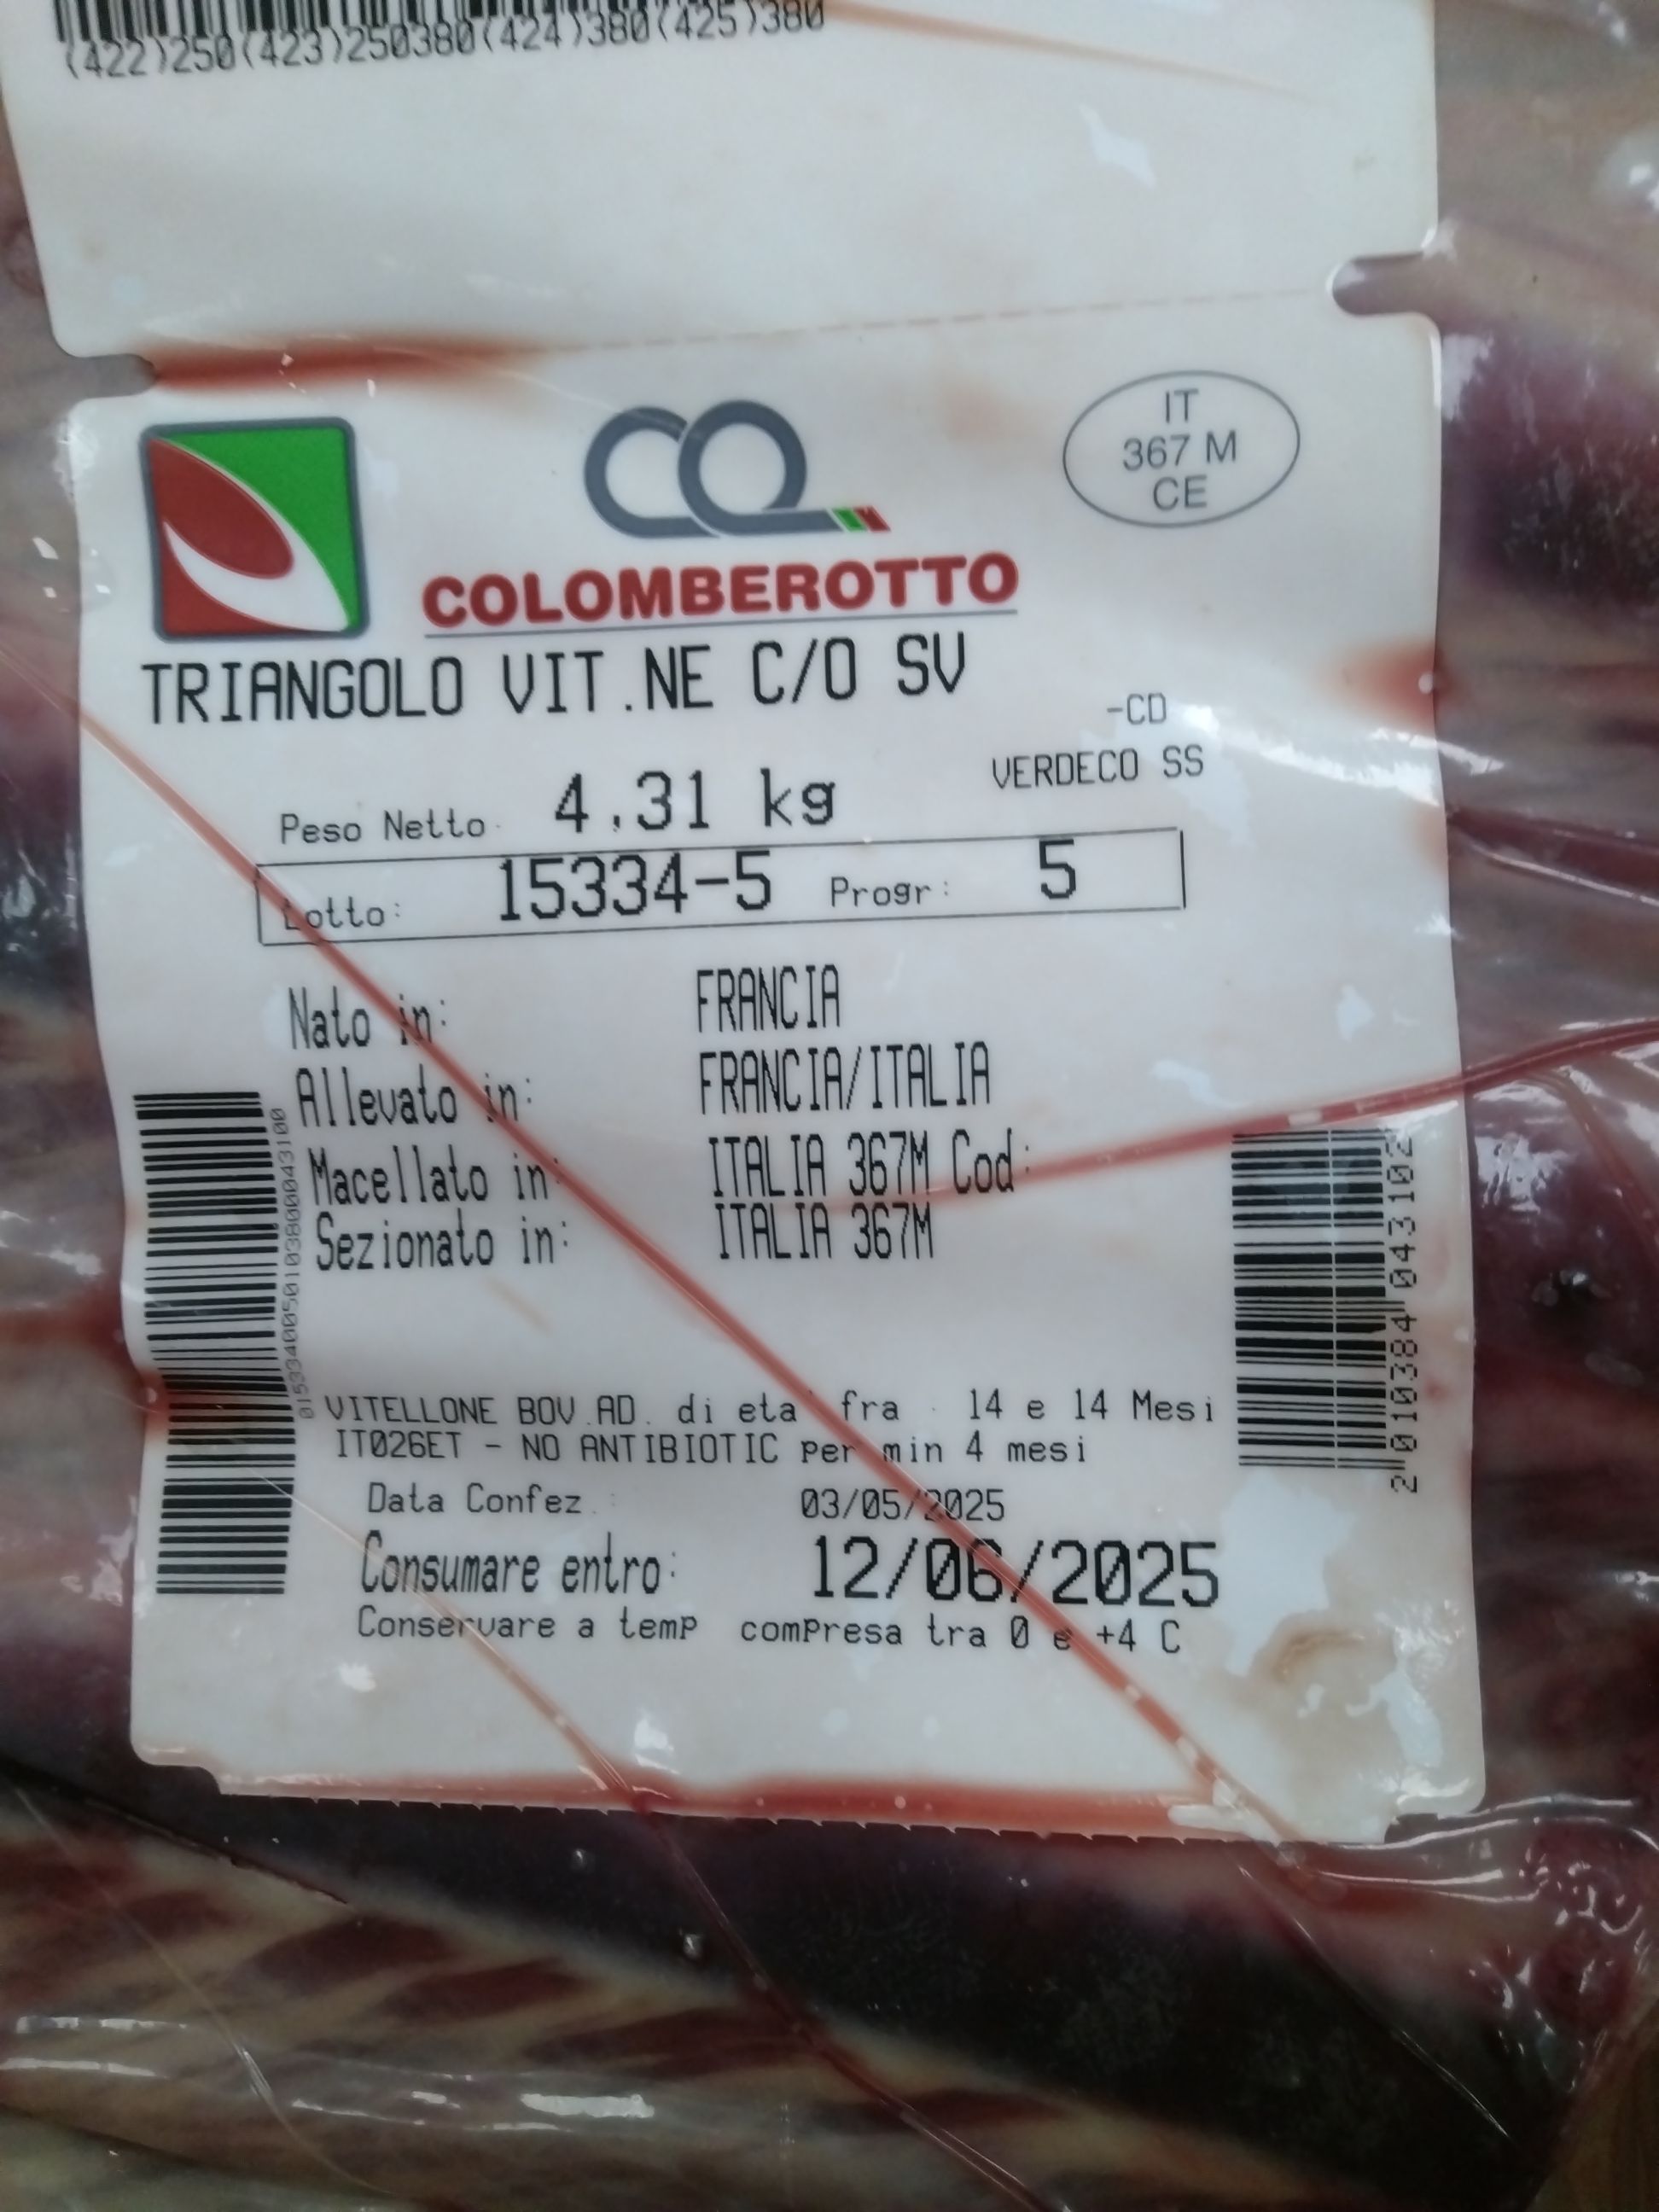 (422)250(423)250380(424)380(425)380
IT
367 M
CE
COLOMBEROTTO
TRIANGOLO VIT.NE C/O SV
-CD
VERDECO SS
Peso Netto 4,31 kg
Lotto: 15334-5 Progr: 5
Nato in: FRANCIA
Allevato in: FRANCIA/ITALIA
Macellato in: ITALIA 367M Cod:
Sezionato in: ITALIA 367M
VITELLONE BOV.AD. di eta' fra 14 e 14 Mesi
IT026ET - NO ANTIBIOTIC per min 4 mesi
Data Confez.: 03/05/2025
Consumare entro: 12/06/2025
Conservare a temp compresa tra 0 e +4 C
01533400501038000043100
2 010384 043102